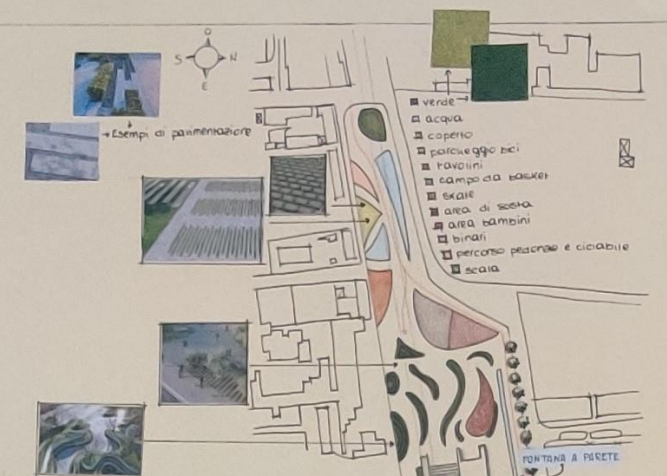 O
S N
E
Esempi di pavimentazione
verde
acqua
coperto
parcheggio bici
tavolini
campo da basket
skate
area di sosta
area bambini
binari
percorso pedonale e ciclabile
scala
FONTANA A PARETE